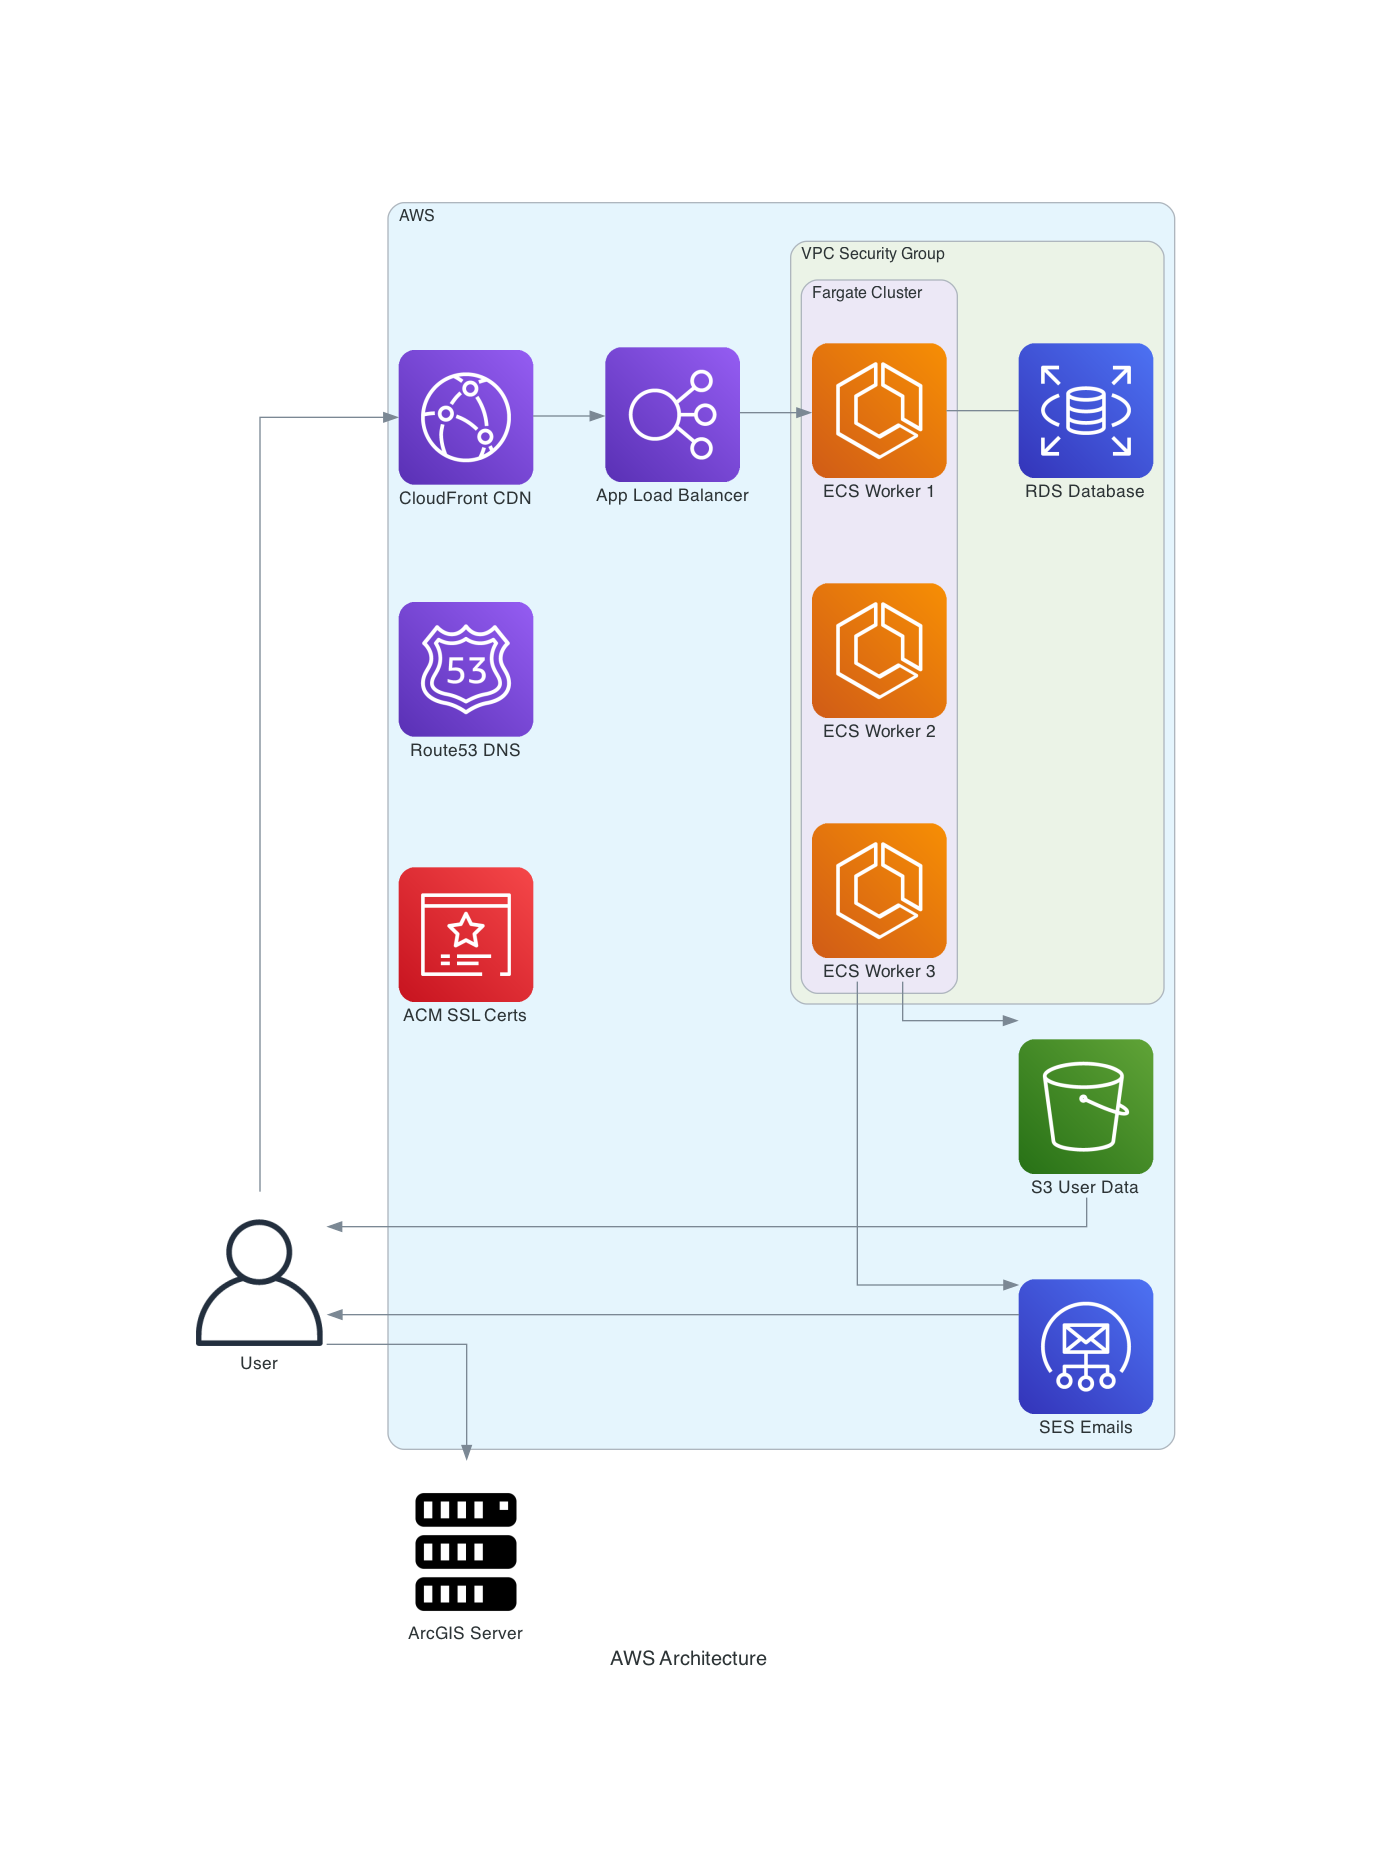 AWS
VPC Security Group
Fargate Cluster
CloudFront CDN
App Load Balancer
ECS Worker 1
RDS Database
53
Route53 DNS
ECS Worker 2
ACM SSL Certs
ECS Worker 3
S3 User Data
User
SES Emails
ArcGIS Server
AWS Architecture